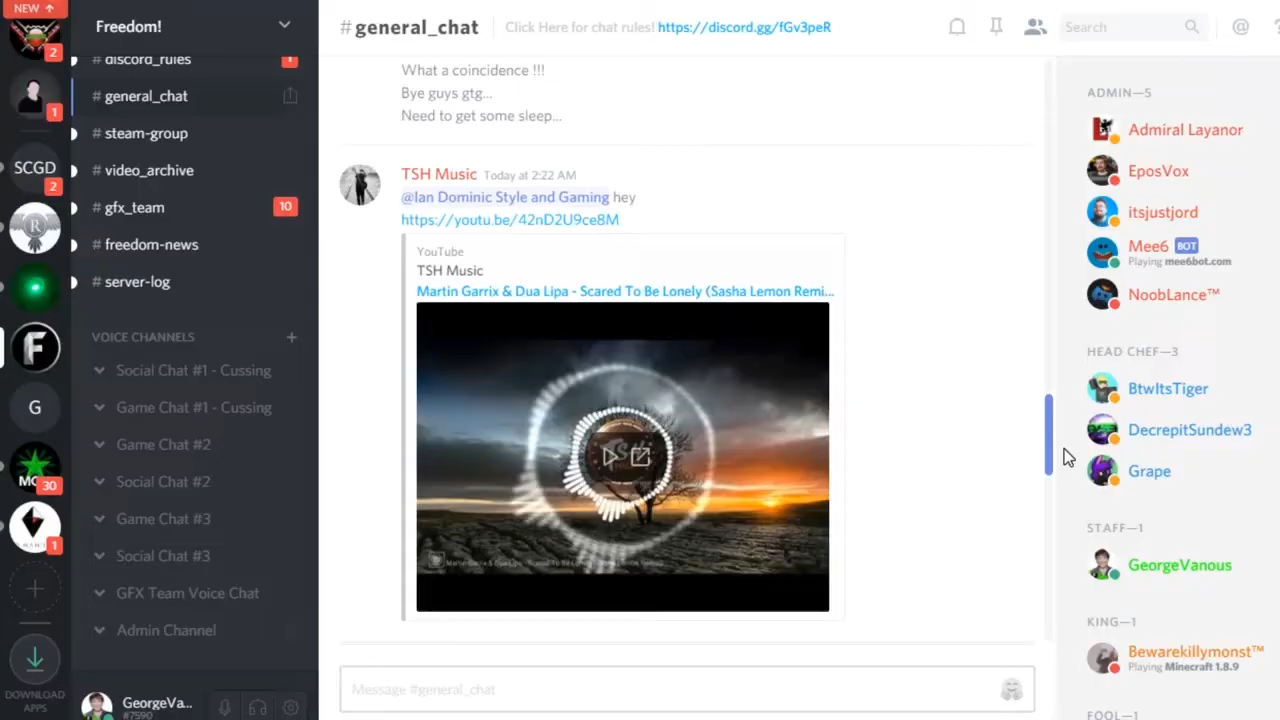 NEW ↑
2
1
SCGD
2
R
F
G
30
1
+
DOWNLOAD
APPS
Freedom!
# discord_rules
1
# general_chat
# steam-group
# video_archive
# gfx_team
10
# freedom-news
# server-log
VOICE CHANNELS +
Social Chat #1 - Cussing
Game Chat #1 - Cussing
Game Chat #2
Social Chat #2
Game Chat #3
Social Chat #3
GFX Team Voice Chat
Admin Channel
GeorgeVa...
#7590
# general_chat
Click Here for chat rules! https://discord.gg/fGv3peR
Search
@
?
What a coincidence !!!
Bye guys gtg...
Need to get some sleep...
TSH Music Today at 2:22 AM
@Ian Dominic Style and Gaming hey
https://youtu.be/42nD2U9ce8M
YouTube
TSH Music
Martin Garrix & Dua Lipa - Scared To Be Lonely (Sasha Lemon Remi...
Message #general_chat
ADMIN—5
Admiral Layanor
EposVox
itsjustjord
Mee6 BOT
Playing mee6bot.com
NoobLance™
HEAD CHEF—3
BtwItsTiger
DecrepitSundew3
Grape
STAFF—1
GeorgeVanous
KING—1
Bewarekillymonst™
Playing Minecraft 1.8.9
FOOL—1